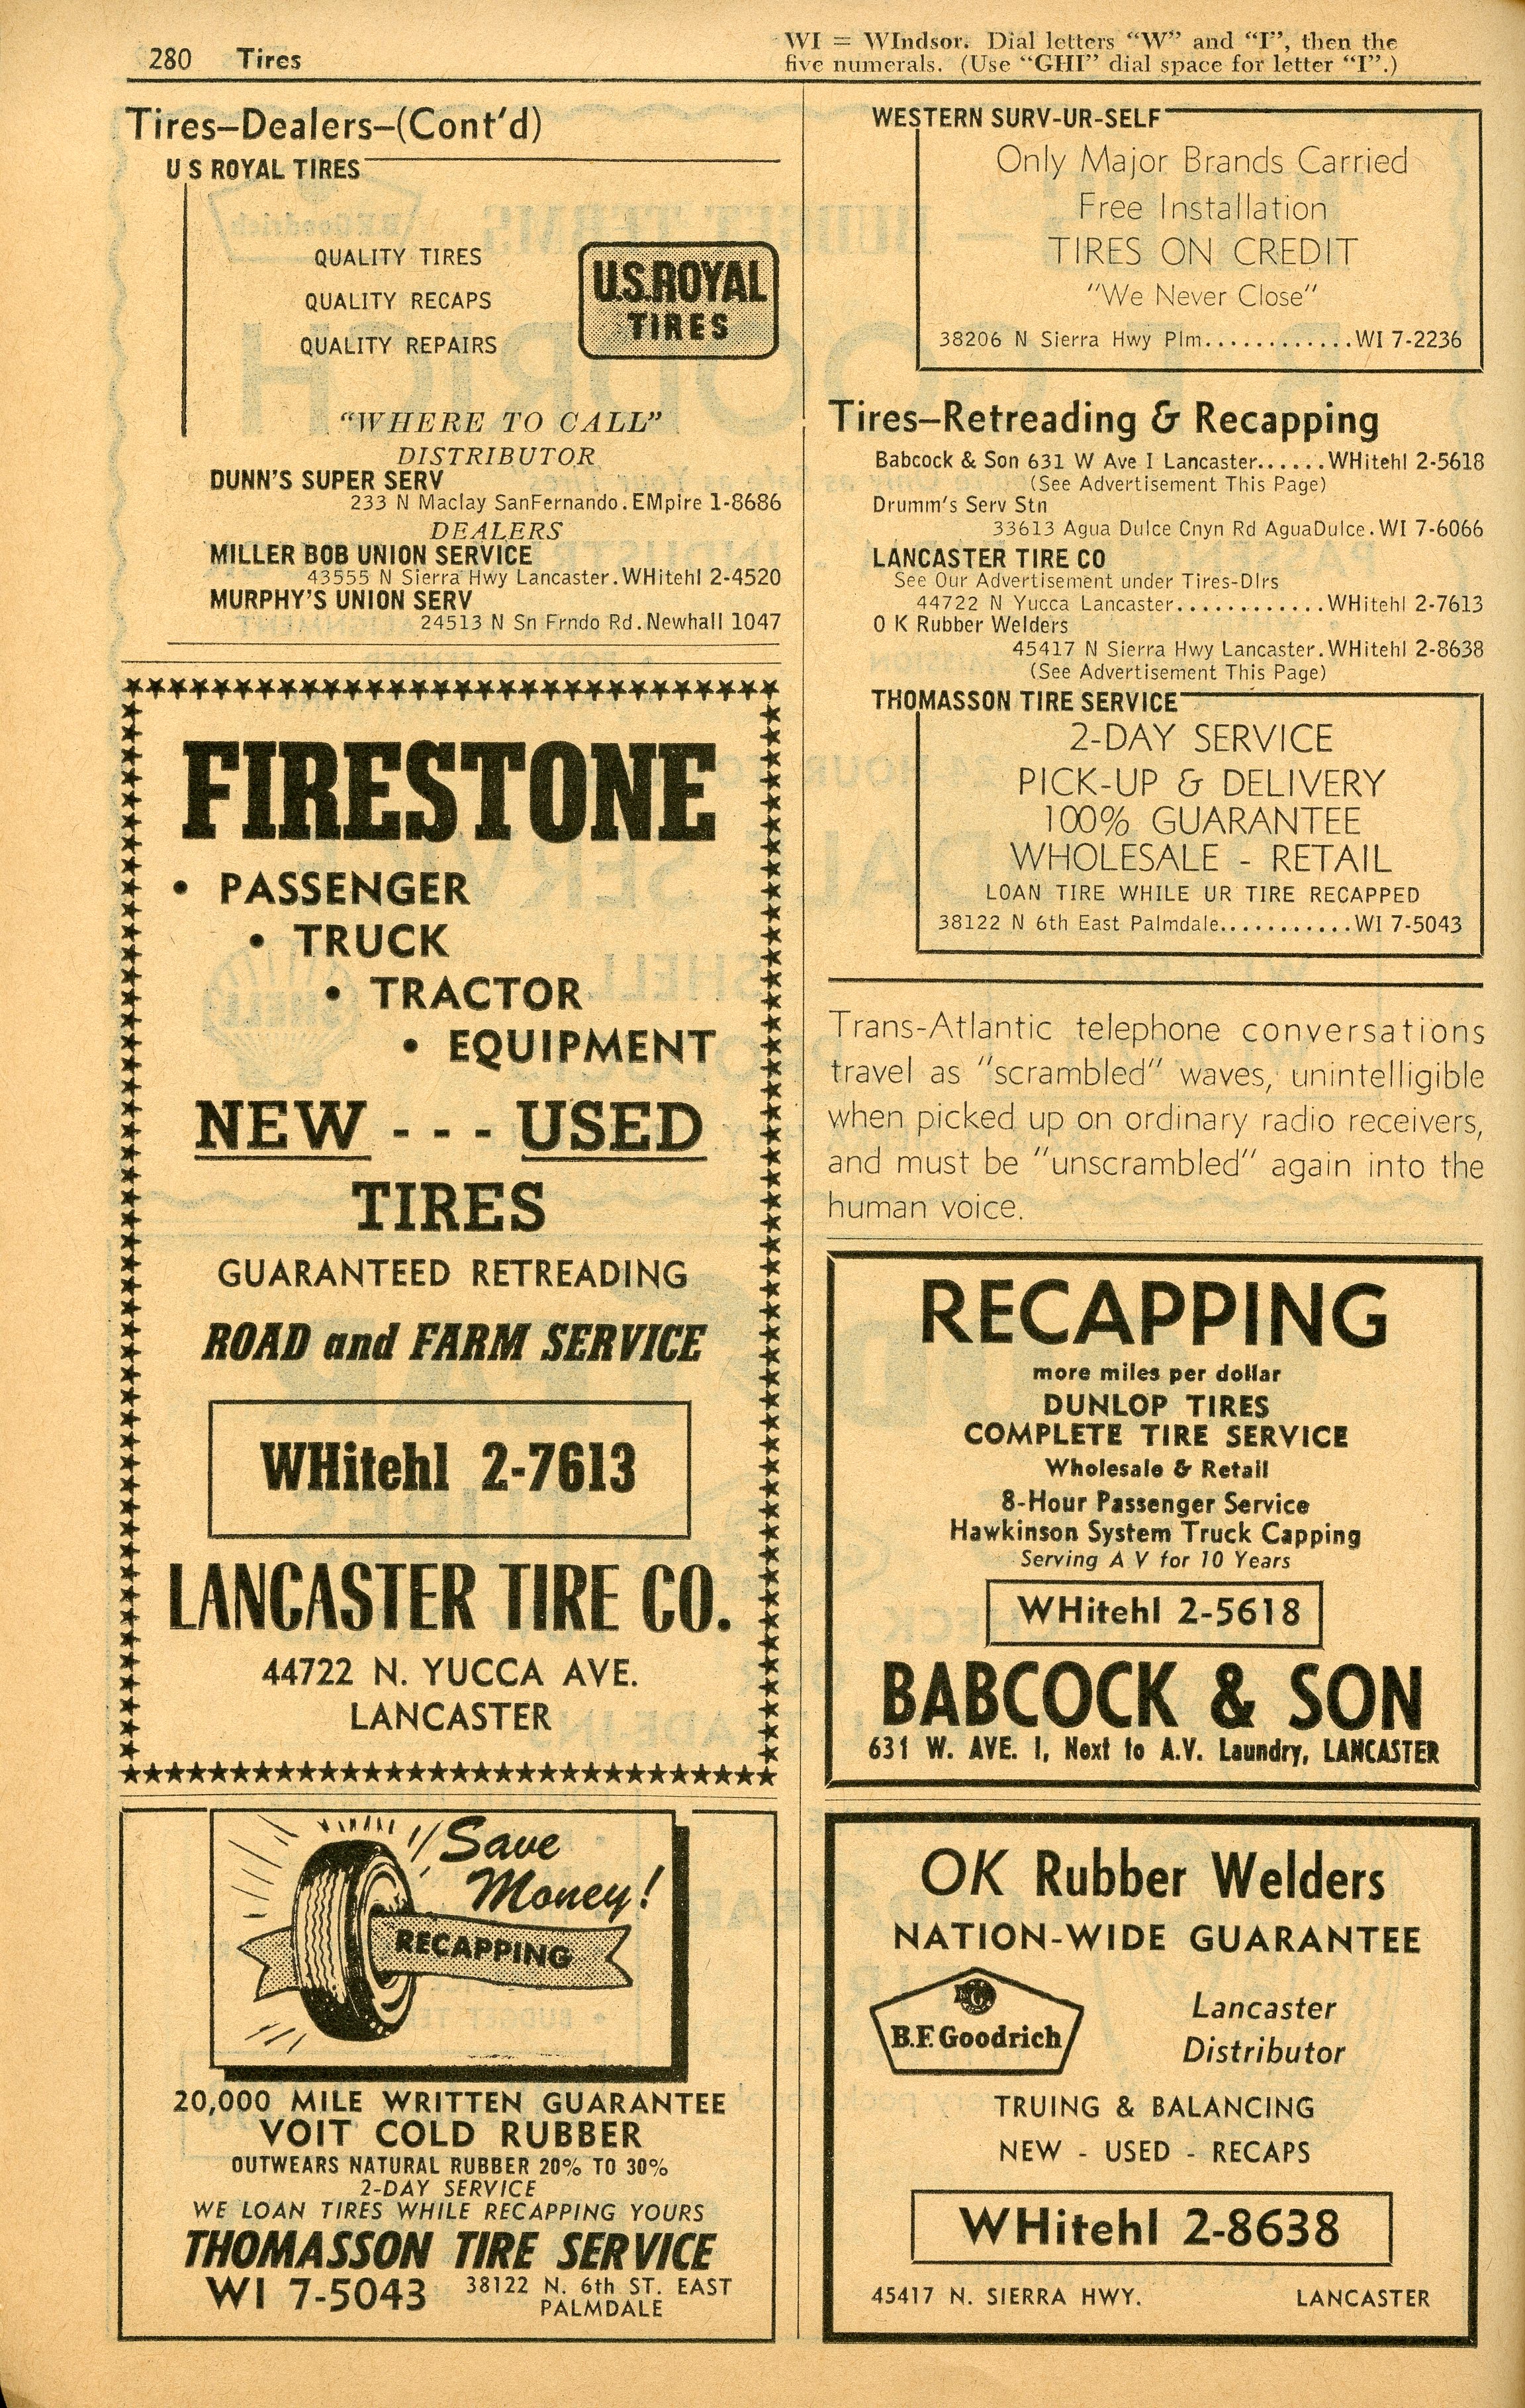 280 Tires
WI = WIndsor. Dial letters “W” and “I”, then the
five numerals. (Use “GHI” dial space for letter “I”.)
Tires–Dealers–(Cont'd)
U S ROYAL TIRES
QUALITY TIRES
QUALITY RECAPS
QUALITY REPAIRS
U.S.ROYAL
TIRES
“WHERE TO CALL”
DISTRIBUTOR
DUNN'S SUPER SERV
233 N Maclay SanFernando.EMpire 1-8686
DEALERS
MILLER BOB UNION SERVICE
43555 N Sierra Hwy Lancaster.WHitehl 2-4520
MURPHY'S UNION SERV
24513 N Sn Frndo Rd.Newhall 1047
FIRESTONE
• PASSENGER
• TRUCK
• TRACTOR
• EQUIPMENT
NEW - - - USED
TIRES
GUARANTEED RETREADING
ROAD and FARM SERVICE
WHitehl 2-7613
LANCASTER TIRE CO.
44722 N. YUCCA AVE.
LANCASTER
Save
Money!
RECAPPING
20,000 MILE WRITTEN GUARANTEE
VOIT COLD RUBBER
OUTWEARS NATURAL RUBBER 20% TO 30%
2-DAY SERVICE
WE LOAN TIRES WHILE RECAPPING YOURS
THOMASSON TIRE SERVICE
WI 7-5043 38122 N. 6th ST. EAST
PALMDALE
WESTERN SURV-UR-SELF
Only Major Brands Carried
Free Installation
TIRES ON CREDIT
“We Never Close”
38206 N Sierra Hwy Plm............WI 7-2236
Tires–Retreading & Recapping
Babcock & Son 631 W Ave I Lancaster......WHitehl 2-5618
(See Advertisement This Page)
Drumm's Serv Stn
33613 Agua Dulce Cnyn Rd AguaDulce.WI 7-6066
LANCASTER TIRE CO
See Our Advertisement under Tires-Dlrs
44722 N Yucca Lancaster............WHitehl 2-7613
O K Rubber Welders
45417 N Sierra Hwy Lancaster.WHitehl 2-8638
(See Advertisement This Page)
THOMASSON TIRE SERVICE
2-DAY SERVICE
PICK-UP & DELIVERY
100% GUARANTEE
WHOLESALE - RETAIL
LOAN TIRE WHILE UR TIRE RECAPPED
38122 N 6th East Palmdale...........WI 7-5043
Trans-Atlantic telephone conversations
travel as “scrambled” waves, unintelligible
when picked up on ordinary radio receivers,
and must be “unscrambled” again into the
human voice.
RECAPPING
more miles per dollar
DUNLOP TIRES
COMPLETE TIRE SERVICE
Wholesale & Retail
8-Hour Passenger Service
Hawkinson System Truck Capping
Serving A V for 10 Years
WHitehl 2-5618
BABCOCK & SON
631 W. AVE. I, Next to A.V. Laundry, LANCASTER
OK Rubber Welders
NATION-WIDE GUARANTEE
B.F. Goodrich
Lancaster
Distributor
TRUING & BALANCING
NEW - USED - RECAPS
WHitehl 2-8638
45417 N. SIERRA HWY. LANCASTER